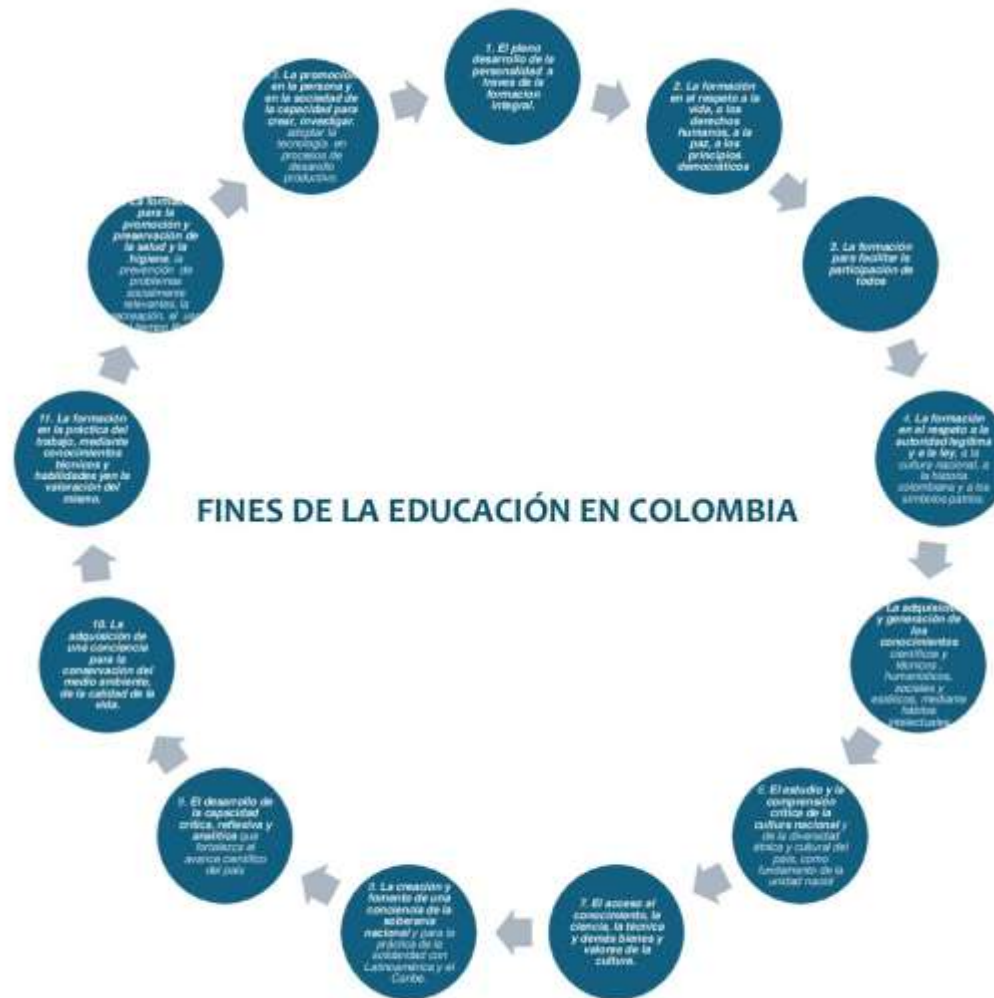 1. El pleno
desarrollo de la
personalidad a
traves de la
formacion
integral.
2. La formación
en el respeto a la
vida, a los
derechos
humanos, a la
paz, a los
principios
democráticos
3. La formación
para facilitar la
participación de
todos
4. La formación
en el respeto a la
autoridad legítima
y a la ley, a la
cultura nacional, a
la historia
colombiana y a los
símbolos patrios.
La adquisición
y generación de
los
conocimientos
científicos y
técnicos,
humanísticos,
sociales y
estéticos, mediante
hábitos
intelectuales
6. El estudio y la
comprensión
crítica de la
cultura nacional y
de la diversidad
étnica y cultural del
país, como
fundamento de la
unidad
7. El acceso al
conocimiento, la
ciencia, la técnica
y demás bienes y
valores de la
cultura.
8. La creación y
fomento de una
conciencia de la
soberanía
nacional y para la
práctica de la
solidaridad con
Latinoamérica y el
Caribe.
9. El desarrollo de
la capacidad
crítica, reflexiva y
analítica que
fortalezca el
avance científico
del país
10. La
adquisición de
una conciencia
para la
conservación del
medio ambiente,
de la calidad de la
vida.
11. La formación
en la práctica del
trabajo, mediante
conocimientos
técnicos y
habilidades yen la
valoración del
mismo.
La
para la
promoción y
preservación de
la salud y la
higiene, la
prevención de
problemas
socialmente
relevantes, la
recreación, el
La promoción
en la persona y
en la sociedad de
la capacidad para
crear, investigar,
adoptar la
tecnología en
procesos de
desarrollo
productivo
FINES DE LA EDUCACIÓN EN COLOMBIA